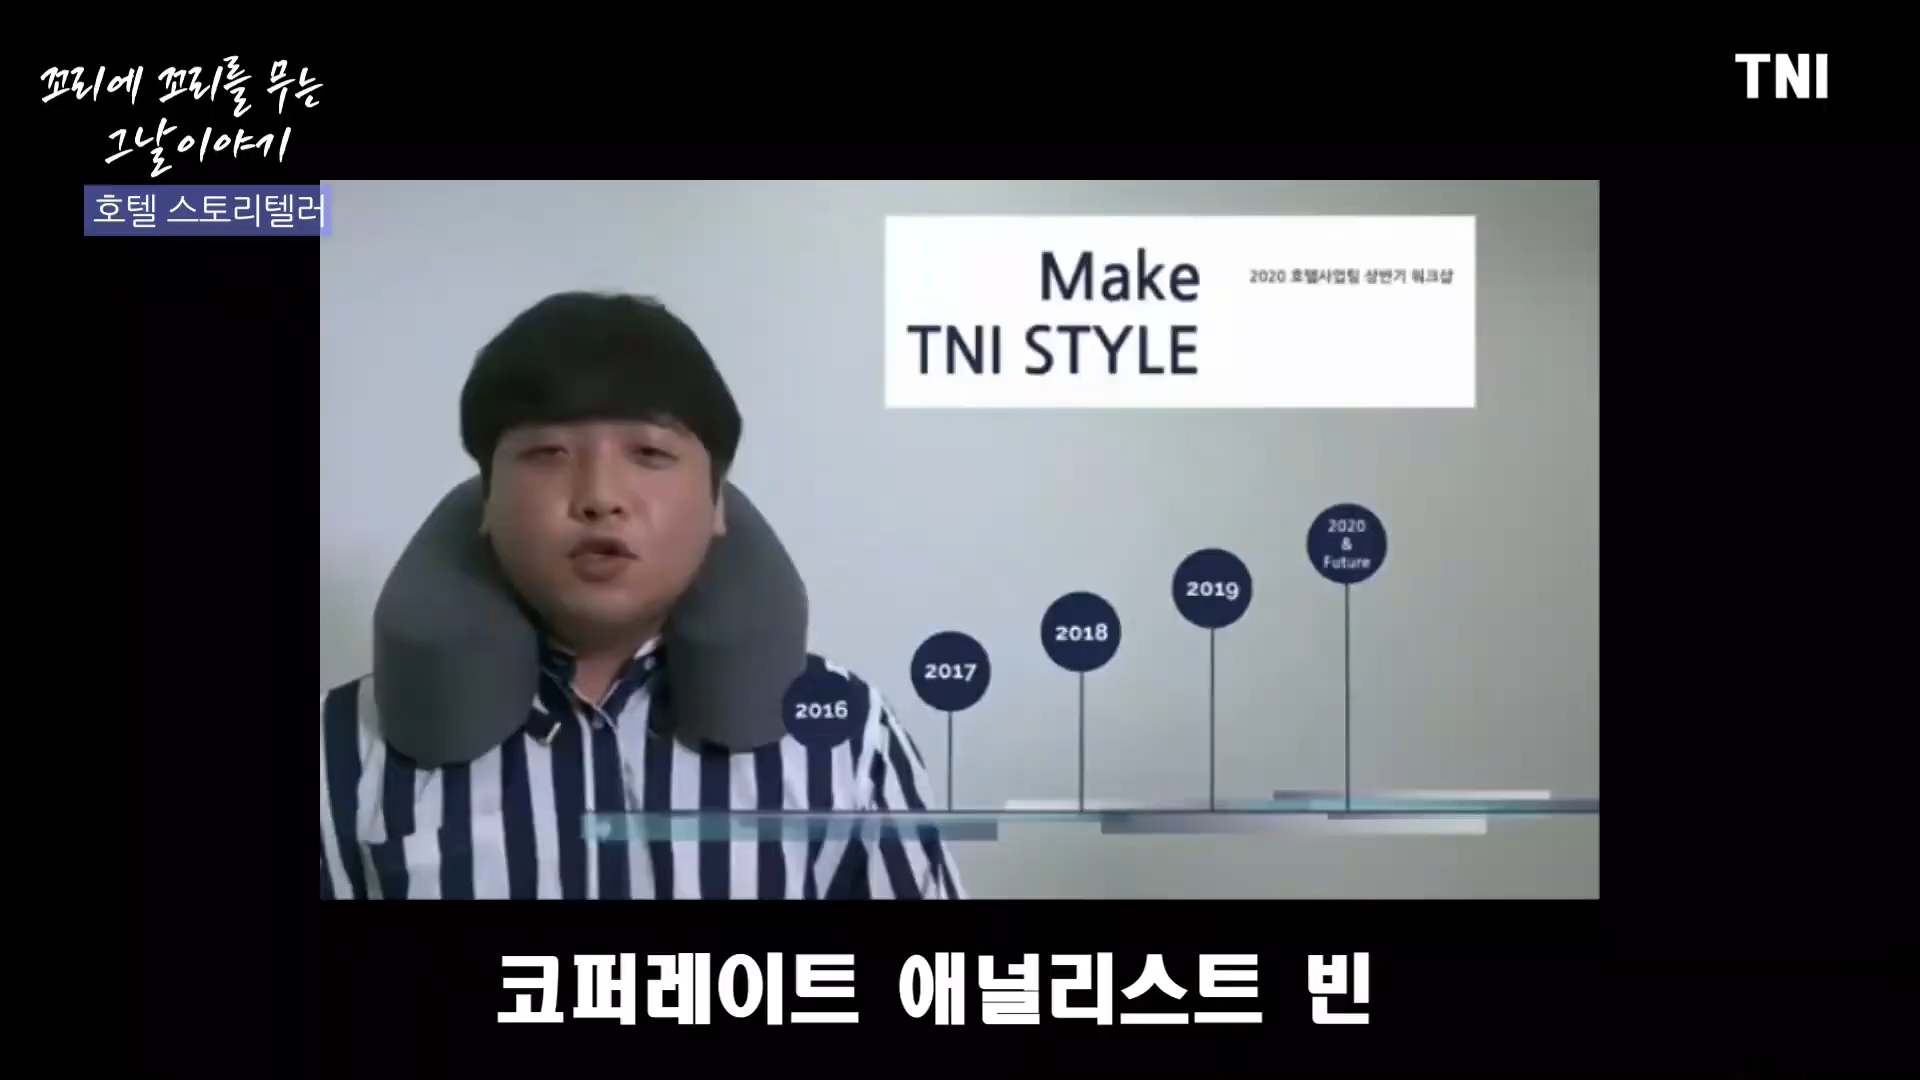 꼬리에 꼬리를 무는
그날 이야기
호텔 스토리텔러
TNI
Make
TNI STYLE
2020 호텔사업팀 상반기 워크샵
2016
2017
2018
2019
2020
&
Future
코퍼레이트 애널리스트 빈